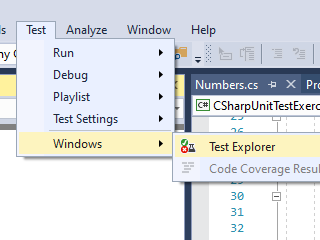 Test Analyze Window Help
Run
Debug
Playlist
Test Settings
Windows
Numbers.cs
CSharpUnitTestExerc
Test Explorer
Code Coverage Resul
30
31
32